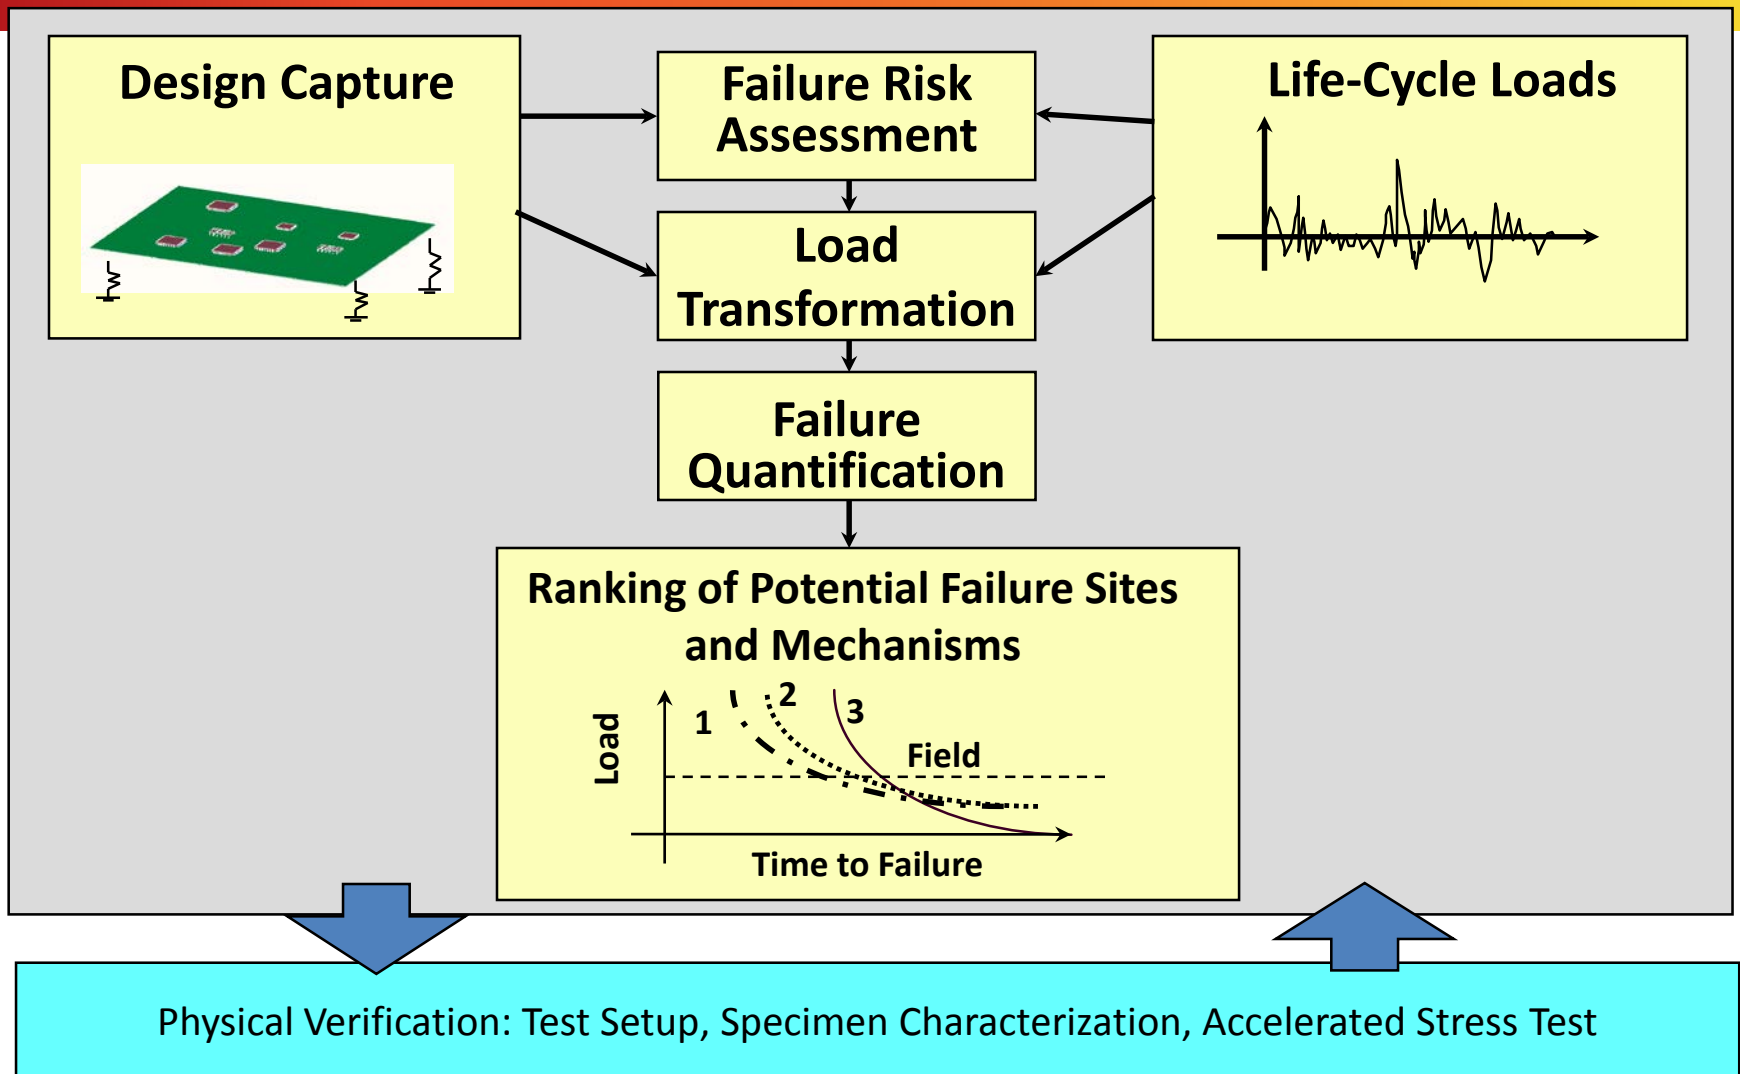 Design Capture
Failure Risk
Assessment
Life-Cycle Loads
Load
Transformation
Failure
Quantification
Ranking of Potential Failure Sites
and Mechanisms
1
2
3
Load
Field
Time to Failure
Physical Verification: Test Setup, Specimen Characterization, Accelerated Stress Test